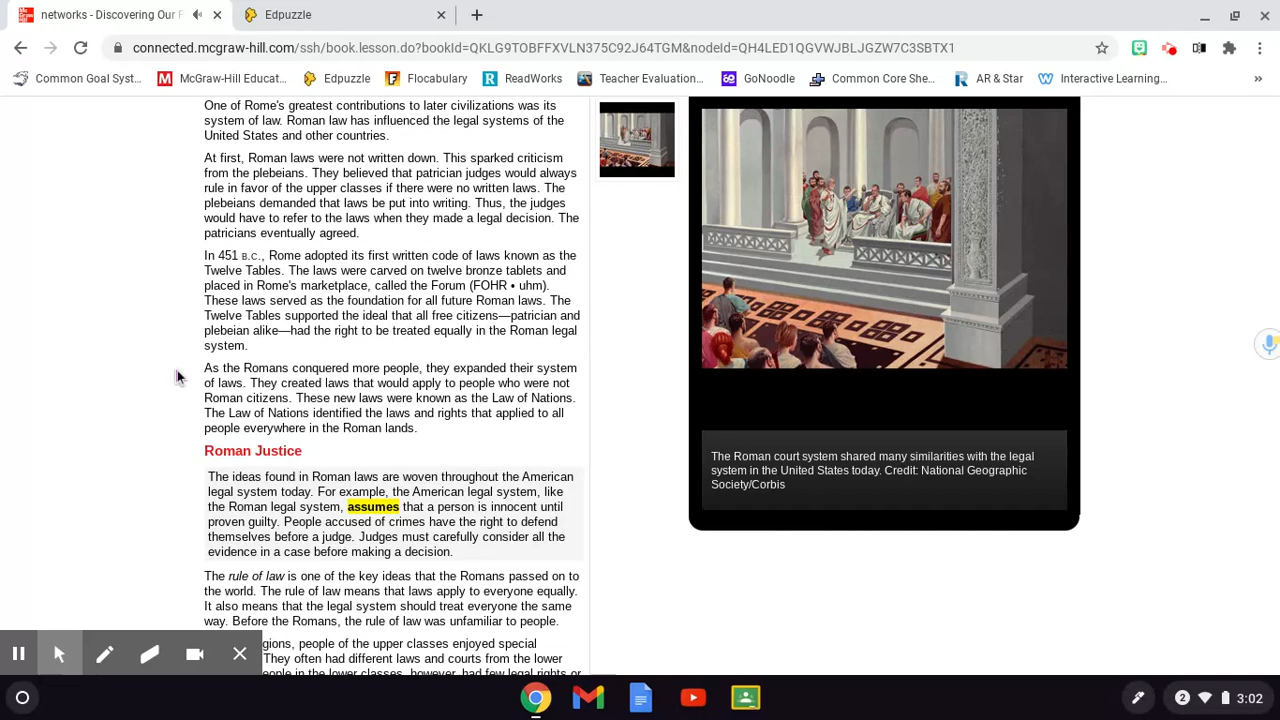 networks - Discovering Our F
Edpuzzle
connected.mcgraw-hill.com/ssh/book.lesson.do?bookId=QKLG9TOBFFXVLN375C92J64TGM&nodeId=QH4LED1QGVWJBLJGZW7C3SBTX1
Common Goal Syst...
McGraw-Hill Educat...
Edpuzzle
Flocabulary
ReadWorks
Teacher Evaluation...
GoNoodle
Common Core She...
AR & Star
Interactive Learning...
»
One of Rome's greatest contributions to later civilizations was its
system of law. Roman law has influenced the legal systems of the
United States and other countries.
At first, Roman laws were not written down. This sparked criticism
from the plebeians. They believed that patrician judges would always
rule in favor of the upper classes if there were no written laws. The
plebeians demanded that laws be put into writing. Thus, the judges
would have to refer to the laws when they made a legal decision. The
patricians eventually agreed.
In 451 B.C., Rome adopted its first written code of laws known as the
Twelve Tables. The laws were carved on twelve bronze tablets and
placed in Rome's marketplace, called the Forum (FOHR • uhm).
These laws served as the foundation for all future Roman laws. The
Twelve Tables supported the ideal that all free citizens—patrician and
plebeian alike—had the right to be treated equally in the Roman legal
system.
As the Romans conquered more people, they expanded their system
of laws. They created laws that would apply to people who were not
Roman citizens. These new laws were known as the Law of Nations.
The Law of Nations identified the laws and rights that applied to all
people everywhere in the Roman lands.
Roman Justice
The ideas found in Roman laws are woven throughout the American
legal system today. For example, the American legal system, like
the Roman legal system, assumes that a person is innocent until
proven guilty. People accused of crimes have the right to defend
themselves before a judge. Judges must carefully consider all the
evidence in a case before making a decision.
The rule of law is one of the key ideas that the Romans passed on to
the world. The rule of law means that laws apply to everyone equally.
It also means that the legal system should treat everyone the same
way. Before the Romans, the rule of law was unfamiliar to people.
gions, people of the upper classes enjoyed special
They often had different laws and courts from the lower
eople in the lower classes, however, had few legal rights or
The Roman court system shared many similarities with the legal
system in the United States today. Credit: National Geographic
Society/Corbis
2
3:02